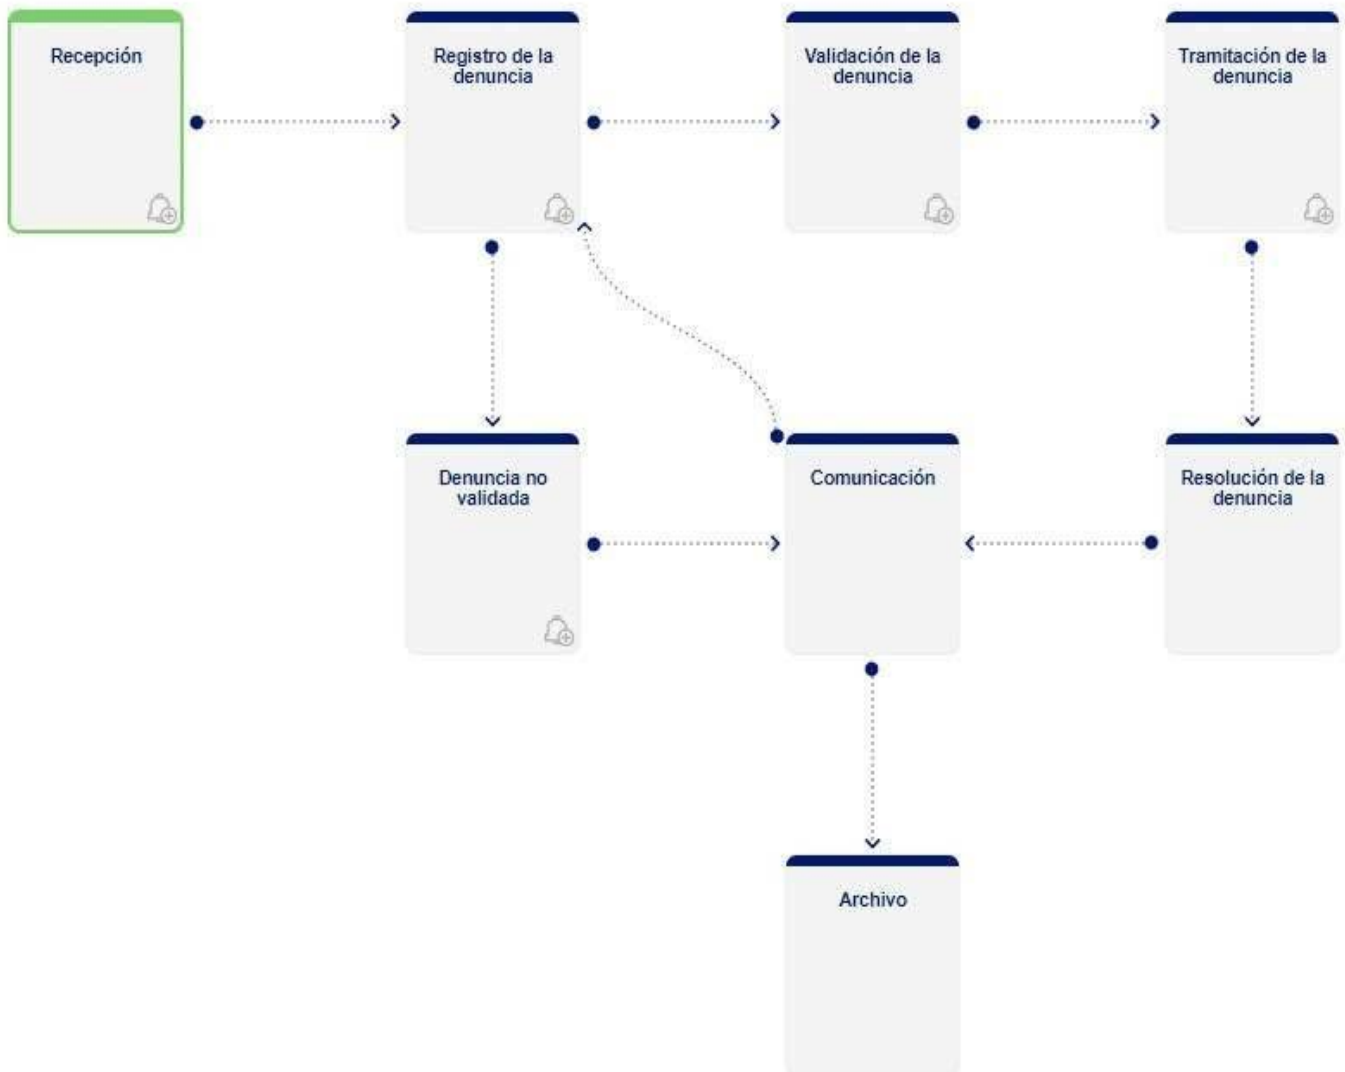 Recepción
Registro de la
denuncia
Validación de la
denuncia
Tramitación de la
denuncia
Denuncia no
validada
Comunicación
Resolución de la
denuncia
Archivo